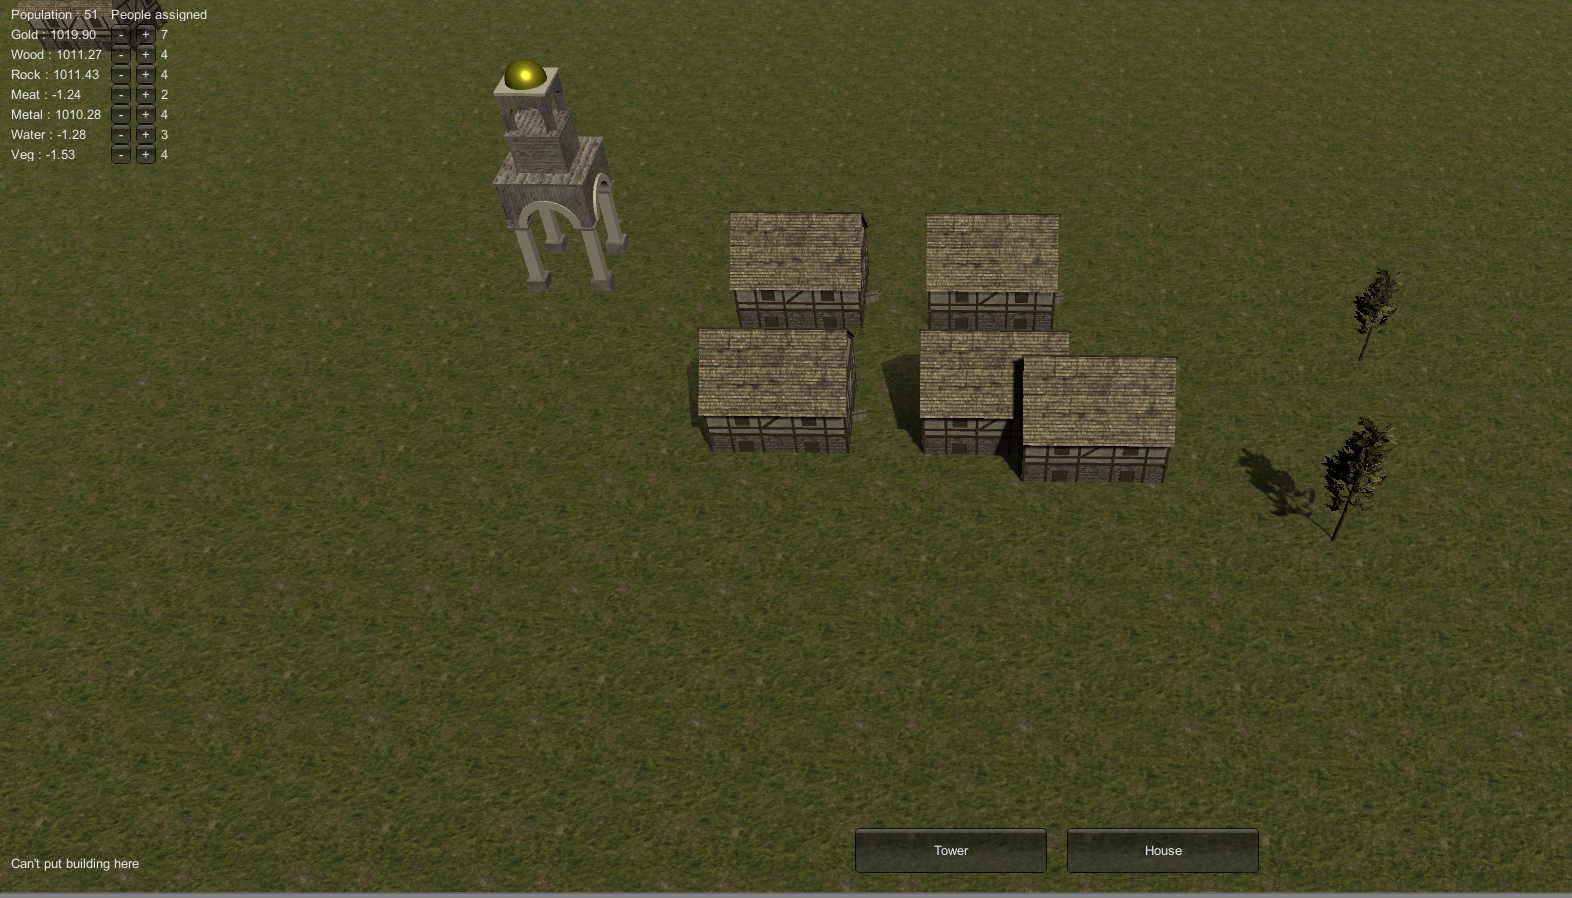 Population : 51 People assigned
Gold : 1019.90 - + 7
Wood : 1011.27 - + 4
Rock : 1011.43 - + 4
Meat : -1.24 - + 2
Metal : 1010.28 - + 4
Water : -1.28 - + 3
Veg : -1.53 - + 4
Tower House
Can't put building here